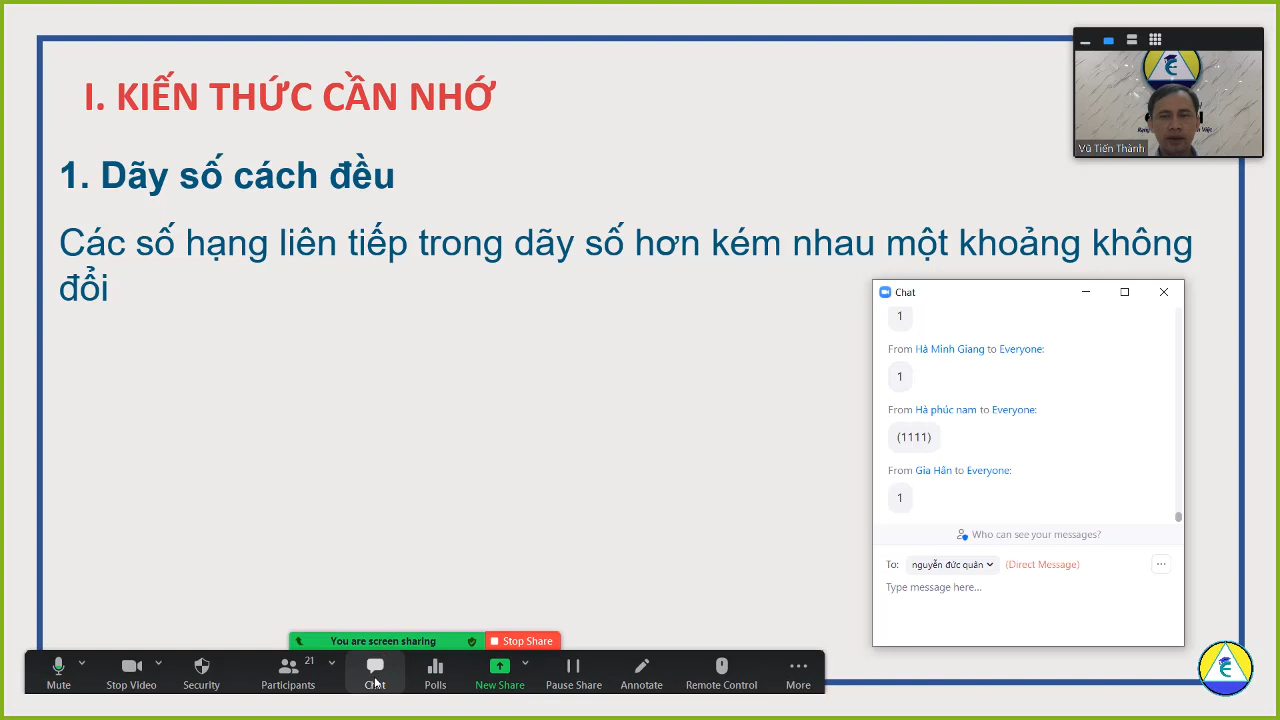 I. KIẾN THỨC CẦN NHỚ
1. Dãy số cách đều
Các số hạng liên tiếp trong dãy số hơn kém nhau một khoảng không
đổi
Vũ Tiến Thành
Chat
1
From Hà Minh Giang to Everyone:
1
From Hà phúc nam to Everyone:
(1111)
From Gia Hân to Everyone:
1
Who can see your messages?
To: nguyễn đức quân (Direct Message)
Type message here...
You are screen sharing
Stop Share
Mute
Stop Video
Security
Participants 21
Chat
Polls
New Share
Pause Share
Annotate
Remote Control
More